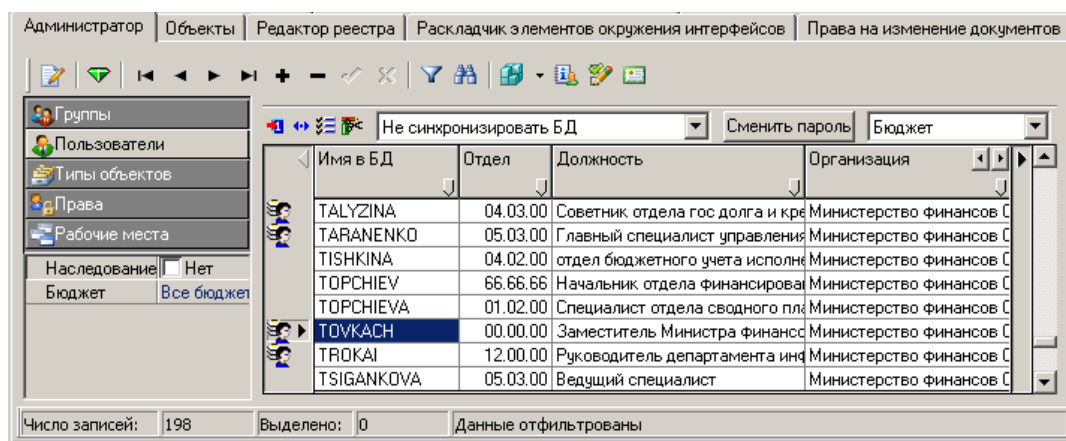 Администратор Объекты Редактор реестра Раскладчик элементов окружения интерфейсов Права на изменение документов
Группы
Не синхронизировать БД Сменить пароль Бюджет
Пользователи
Имя в БД Отдел Должность Организация
Типы объектов
Права
TALYZINA 04.03.00 Советник отдела гос долга и кре Министерство финансов С
Рабочие места
TARANENKO 05.03.00 Главный специалист управления Министерство финансов С
TISHKINA 04.02.00 отдел бюджетного учета исполне Министерство финансов С
Наследование Нет
TOPCHIEV 66.66.66 Начальник отдела финансирова Министерство финансов С
Бюджет Все бюджет
TOPCHIEVA 01.02.00 Специалист отдела сводного пла Министерство финансов С
TOVKACH 00.00.00 Заместитель Министра финансо Министерство финансов С
TROKAI 12.00.00 Руководитель департамента инф Министерство финансов С
TSIGANKOVA 05.03.00 Ведущий специалист Министерство финансов С
Число записей: 198 Выделено: 0 Данные отфильтрованы